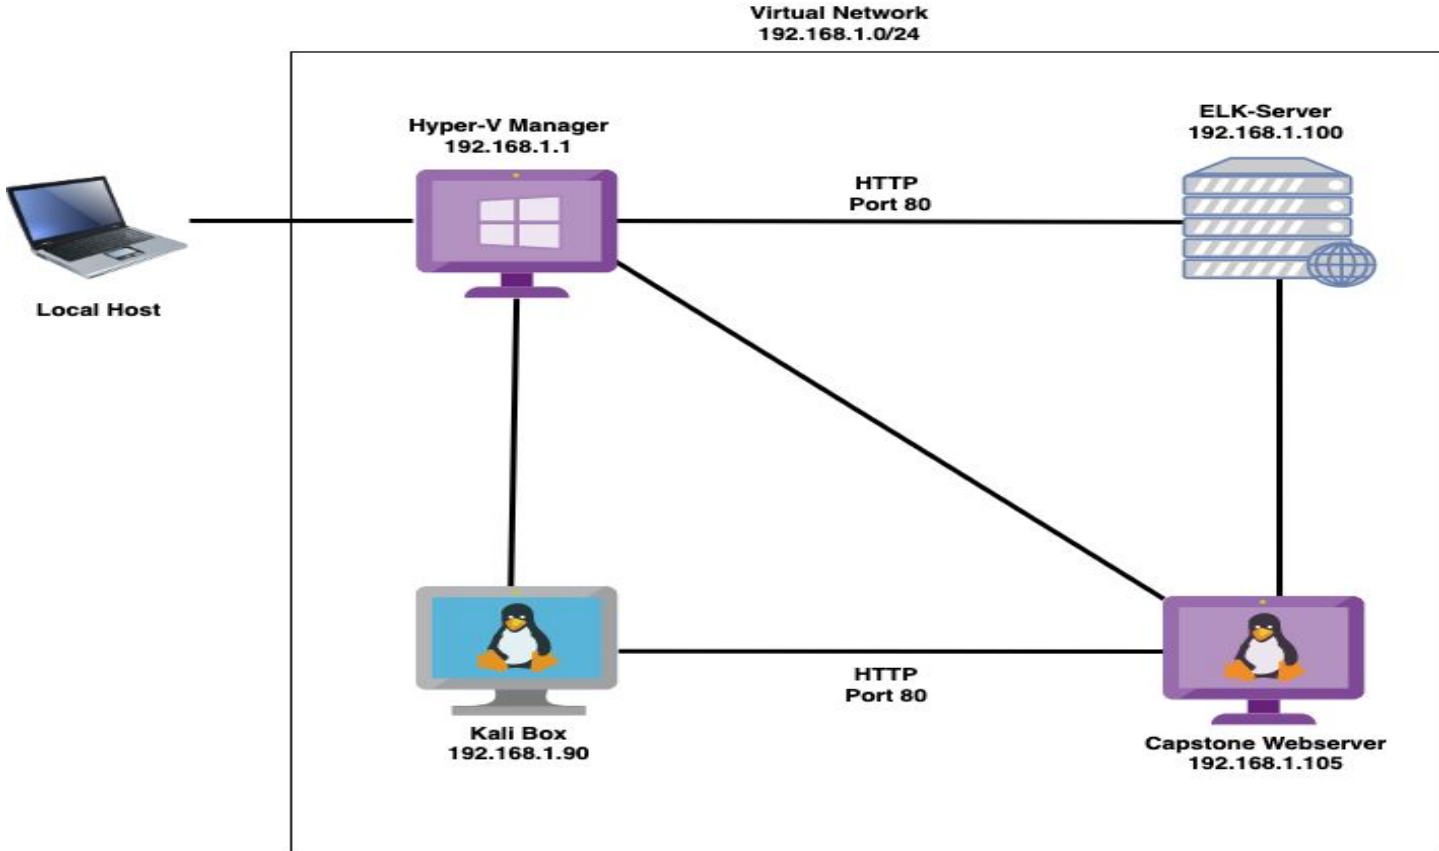 Virtual Network
192.168.1.0/24
Hyper-V Manager
192.168.1.1
ELK-Server
192.168.1.100
HTTP
Port 80
Local Host
HTTP
Port 80
Kali Box
192.168.1.90
Capstone Webserver
192.168.1.105